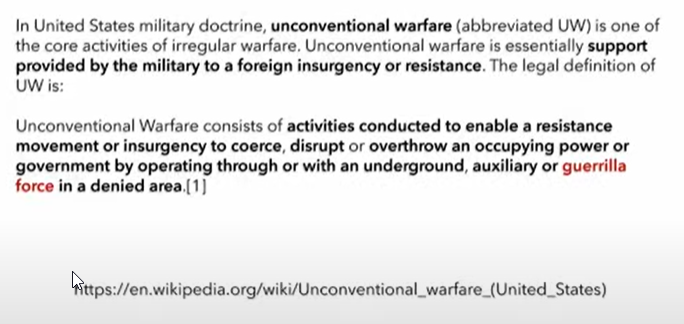 In United States military doctrine, unconventional warfare (abbreviated UW) is one of
the core activities of irregular warfare. Unconventional warfare is essentially support
provided by the military to a foreign insurgency or resistance. The legal definition of
UW is:
Unconventional Warfare consists of activities conducted to enable a resistance
movement or insurgency to coerce, disrupt or overthrow an occupying power or
government by operating through or with an underground, auxiliary or guerrilla
force in a denied area.[1]
https://en.wikipedia.org/wiki/Unconventional_warfare_(United_States)